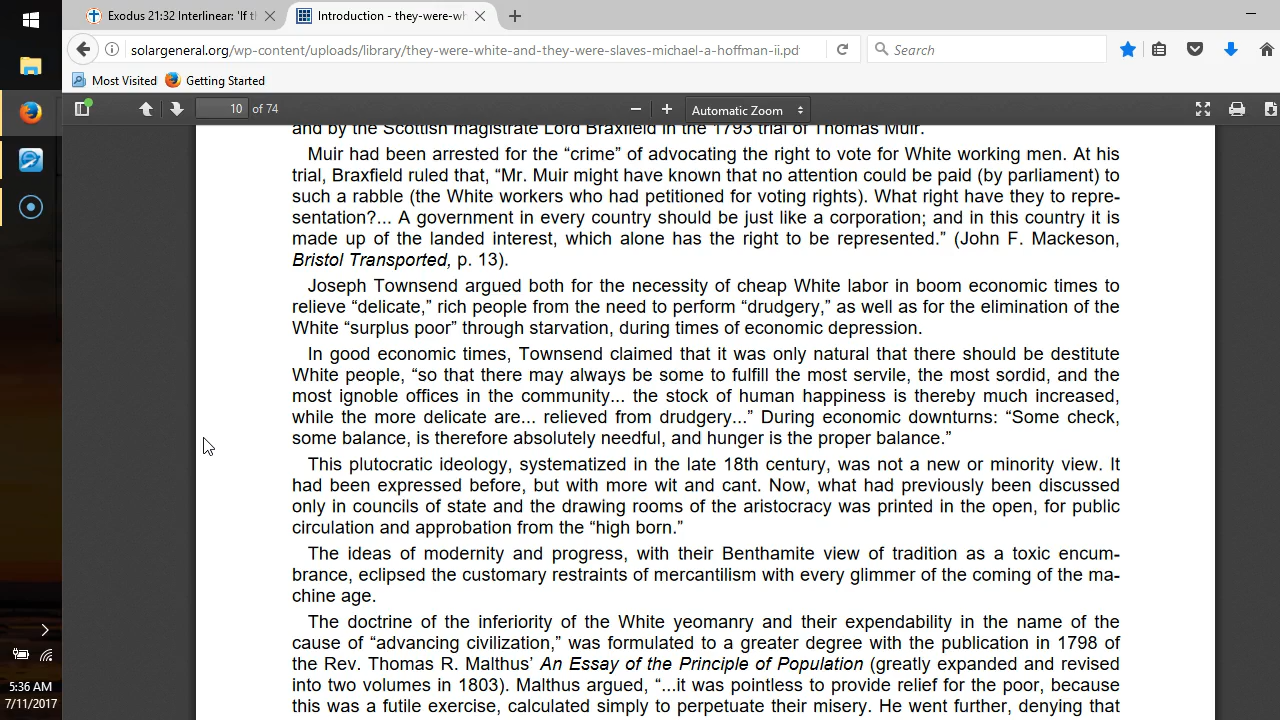 Exodus 21:32 Interlinear: 'If t
Introduction - they-were-wh
solargeneral.org/wp-content/uploads/library/they-were-white-and-they-were-slaves-michael-a-hoffman-ii.pdf
Search
Most Visited
Getting Started
10 of 74
Automatic Zoom
and by the Scottish magistrate Lord Braxfield in the 1793 trial of Thomas Muir.
Muir had been arrested for the “crime” of advocating the right to vote for White working men. At his
trial, Braxfield ruled that, “Mr. Muir might have known that no attention could be paid (by parliament) to
such a rabble (the White workers who had petitioned for voting rights). What right have they to repre-
sentation?... A government in every country should be just like a corporation; and in this country it is
made up of the landed interest, which alone has the right to be represented.” (John F. Mackeson,
Bristol Transported, p. 13).
Joseph Townsend argued both for the necessity of cheap White labor in boom economic times to
relieve “delicate,” rich people from the need to perform “drudgery,” as well as for the elimination of the
White “surplus poor” through starvation, during times of economic depression.
In good economic times, Townsend claimed that it was only natural that there should be destitute
White people, “so that there may always be some to fulfill the most servile, the most sordid, and the
most ignoble offices in the community... the stock of human happiness is thereby much increased,
while the more delicate are... relieved from drudgery...” During economic downturns: “Some check,
some balance, is therefore absolutely needful, and hunger is the proper balance.”
This plutocratic ideology, systematized in the late 18th century, was not a new or minority view. It
had been expressed before, but with more wit and cant. Now, what had previously been discussed
only in councils of state and the drawing rooms of the aristocracy was printed in the open, for public
circulation and approbation from the “high born.”
The ideas of modernity and progress, with their Benthamite view of tradition as a toxic encum-
brance, eclipsed the customary restraints of mercantilism with every glimmer of the coming of the ma-
chine age.
The doctrine of the inferiority of the White yeomanry and their expendability in the name of the
cause of “advancing civilization,” was formulated to a greater degree with the publication in 1798 of
the Rev. Thomas R. Malthus’ An Essay of the Principle of Population (greatly expanded and revised
into two volumes in 1803). Malthus argued, “...it was pointless to provide relief for the poor, because
this was a futile exercise, calculated simply to perpetuate their misery. He went further, denying that
5:36 AM
7/11/2017